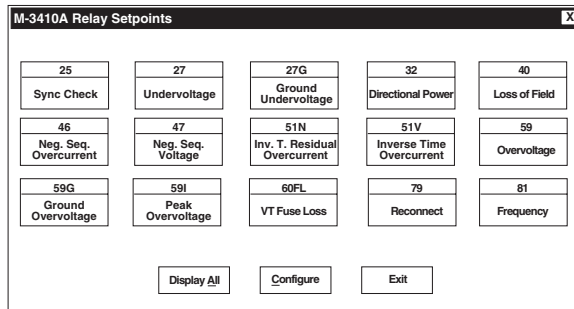 M-3410A Relay Setpoints X
25 27 27G 32 40
Sync Check Undervoltage Ground Undervoltage Directional Power Loss of Field
46 47 51N 51V 59
Neg. Seq. Overcurrent Neg. Seq. Voltage Inv. T. Residual Overcurrent Inverse Time Overcurrent Overvoltage
59G 59I 60FL 79 81
Ground Overvoltage Peak Overvoltage VT Fuse Loss Reconnect Frequency
Display All Configure Exit